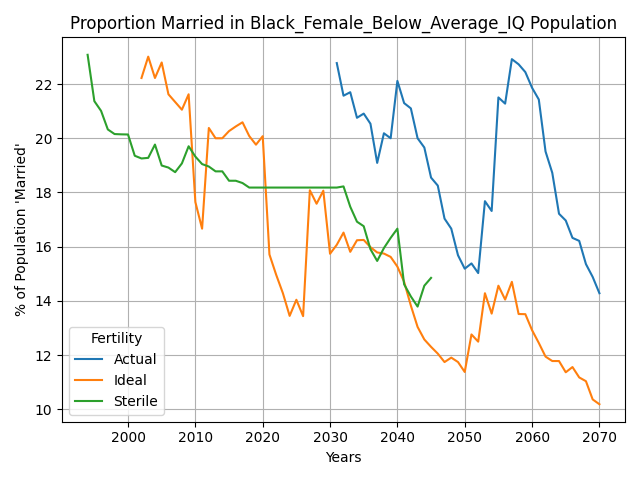 Proportion Married in Black_Female_Below_Average_IQ Population
% of Population 'Married'
22
20
18
16
14
12
10
Fertility
Actual
Ideal
Sterile
2000 2010 2020 2030 2040 2050 2060 2070
Years